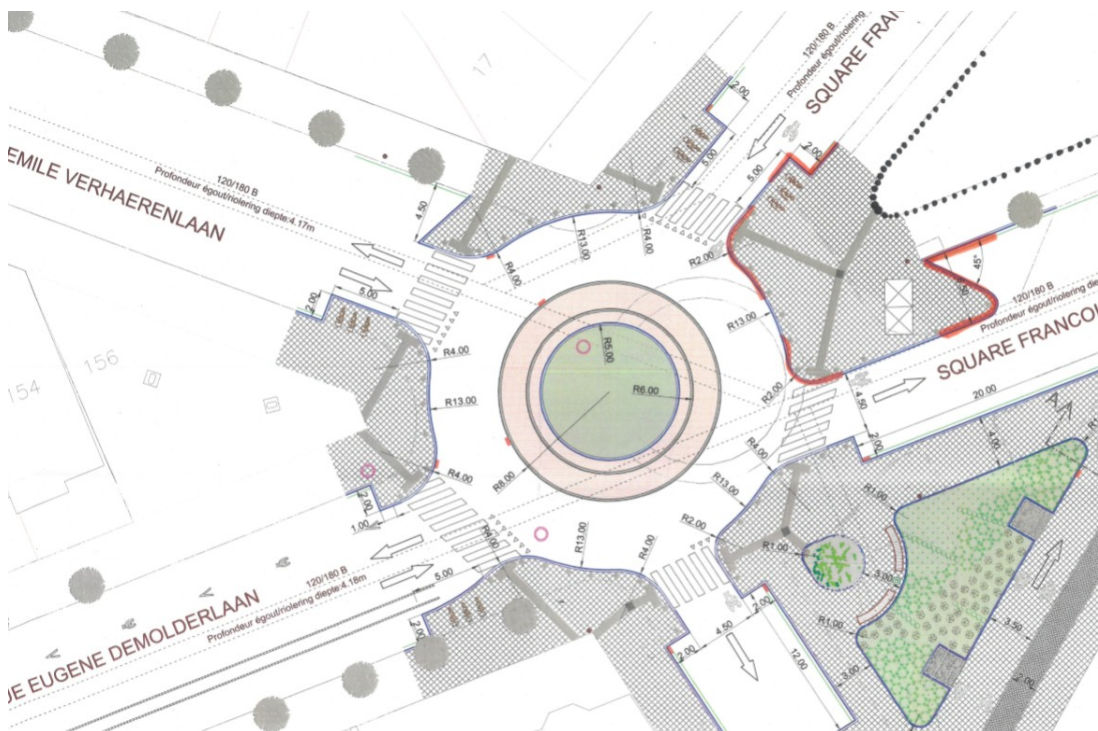 17
120/180 B
Profondeur égout/riolering
SQUARE FRAN
2.00
5.00
5.00
2.00
EMILE VERHAERENLAAN
120/180 B
Profondeur égout/riolering diepte:4.17m
4.50
R4.00
R13.00
R4.00
R2.00
5.00
2.00
45°
R13.00
120/180 B
Profondeur égout/riolering diepte:
SQUARE FRANCO
156
154
R4.00
R13.00
R5.00
R6.00
R8.00
R2.00
4.50
20.00
2.00
R4.00
R13.00
4.00
A
R4.00
2.00
1.00
R1.00
R2.00
R1.00
3.00
R4.00
R13.00
R4.00
5.00
120/180 B
Profondeur égout/riolering diepte:4.18m
UE EUGENE DEMOLDERLAAN
2.00
2.00
4.50
2.00
12.00
R1.00
3.00
3.50
2.00